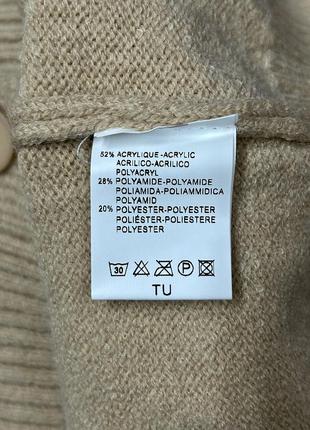 52% ACRYLIQUE-ACRYLIC
ACRILICO-ACRILICO
POLYACRYL
28% POLYAMIDE-POLYAMIDE
POLIAMIDA-POLIAMMIDICA
POLYAMID
20% POLYESTER-POLYESTER
POLIÉSTER-POLIESTERE
POLYESTER
30 P
TU